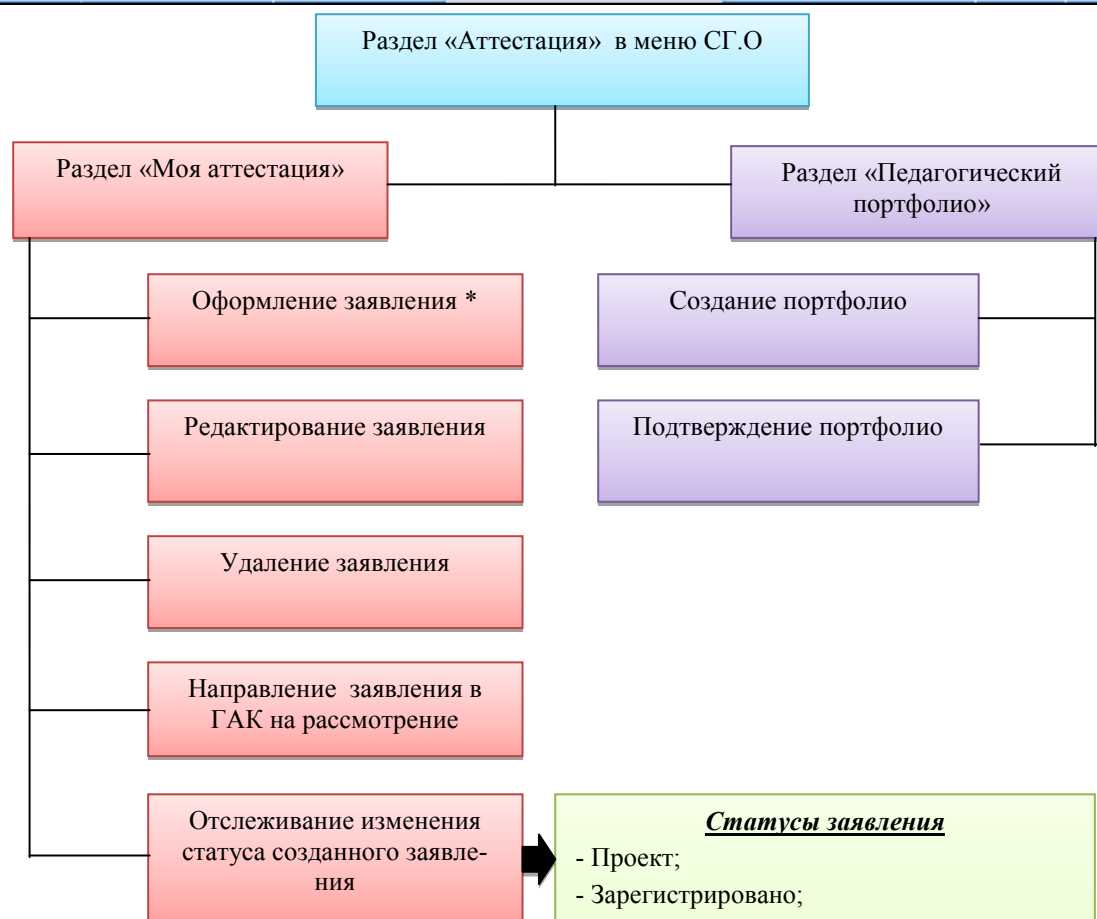 Раздел «Аттестация» в меню СГ.О
Раздел «Моя аттестация»
Раздел «Педагогический
портфолио»
Оформление заявления *
Создание портфолио
Редактирование заявления
Подтверждение портфолио
Удаление заявления
Направление заявления в
ГАК на рассмотрение
Отслеживание изменения
статуса созданного заявле-
ния
Статусы заявления
- Проект;
- Зарегистрировано;